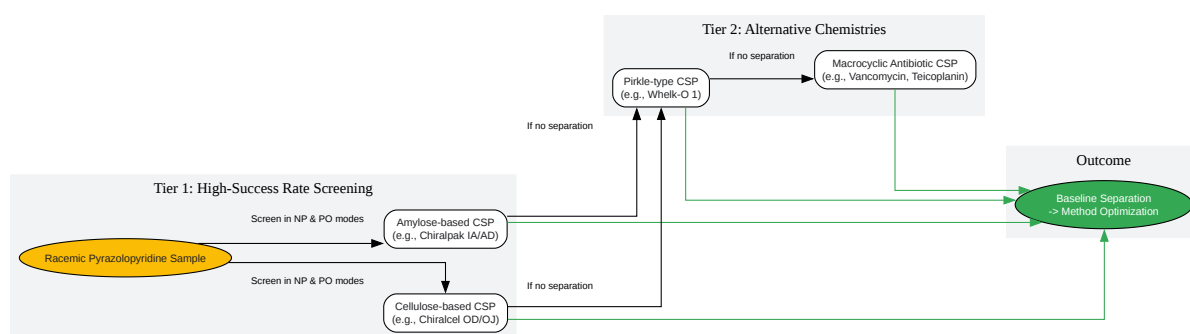 Tier 2: Alternative Chemistries
If no separation
Pirkle-type CSP
(e.g., Whelk-O 1)
Macrocyclic Antibiotic CSP
(e.g., Vancomycin, Teicoplanin)
If no separation
Outcome
Baseline Separation
-> Method Optimization
Tier 1: High-Success Rate Screening
Screen in NP & PO modes
Amylose-based CSP
(e.g., Chiralpak IA/AD)
Racemic Pyrazolopyridine Sample
Screen in NP & PO modes
If no separation
Cellulose-based CSP
(e.g., Chiralcel OD/OJ)